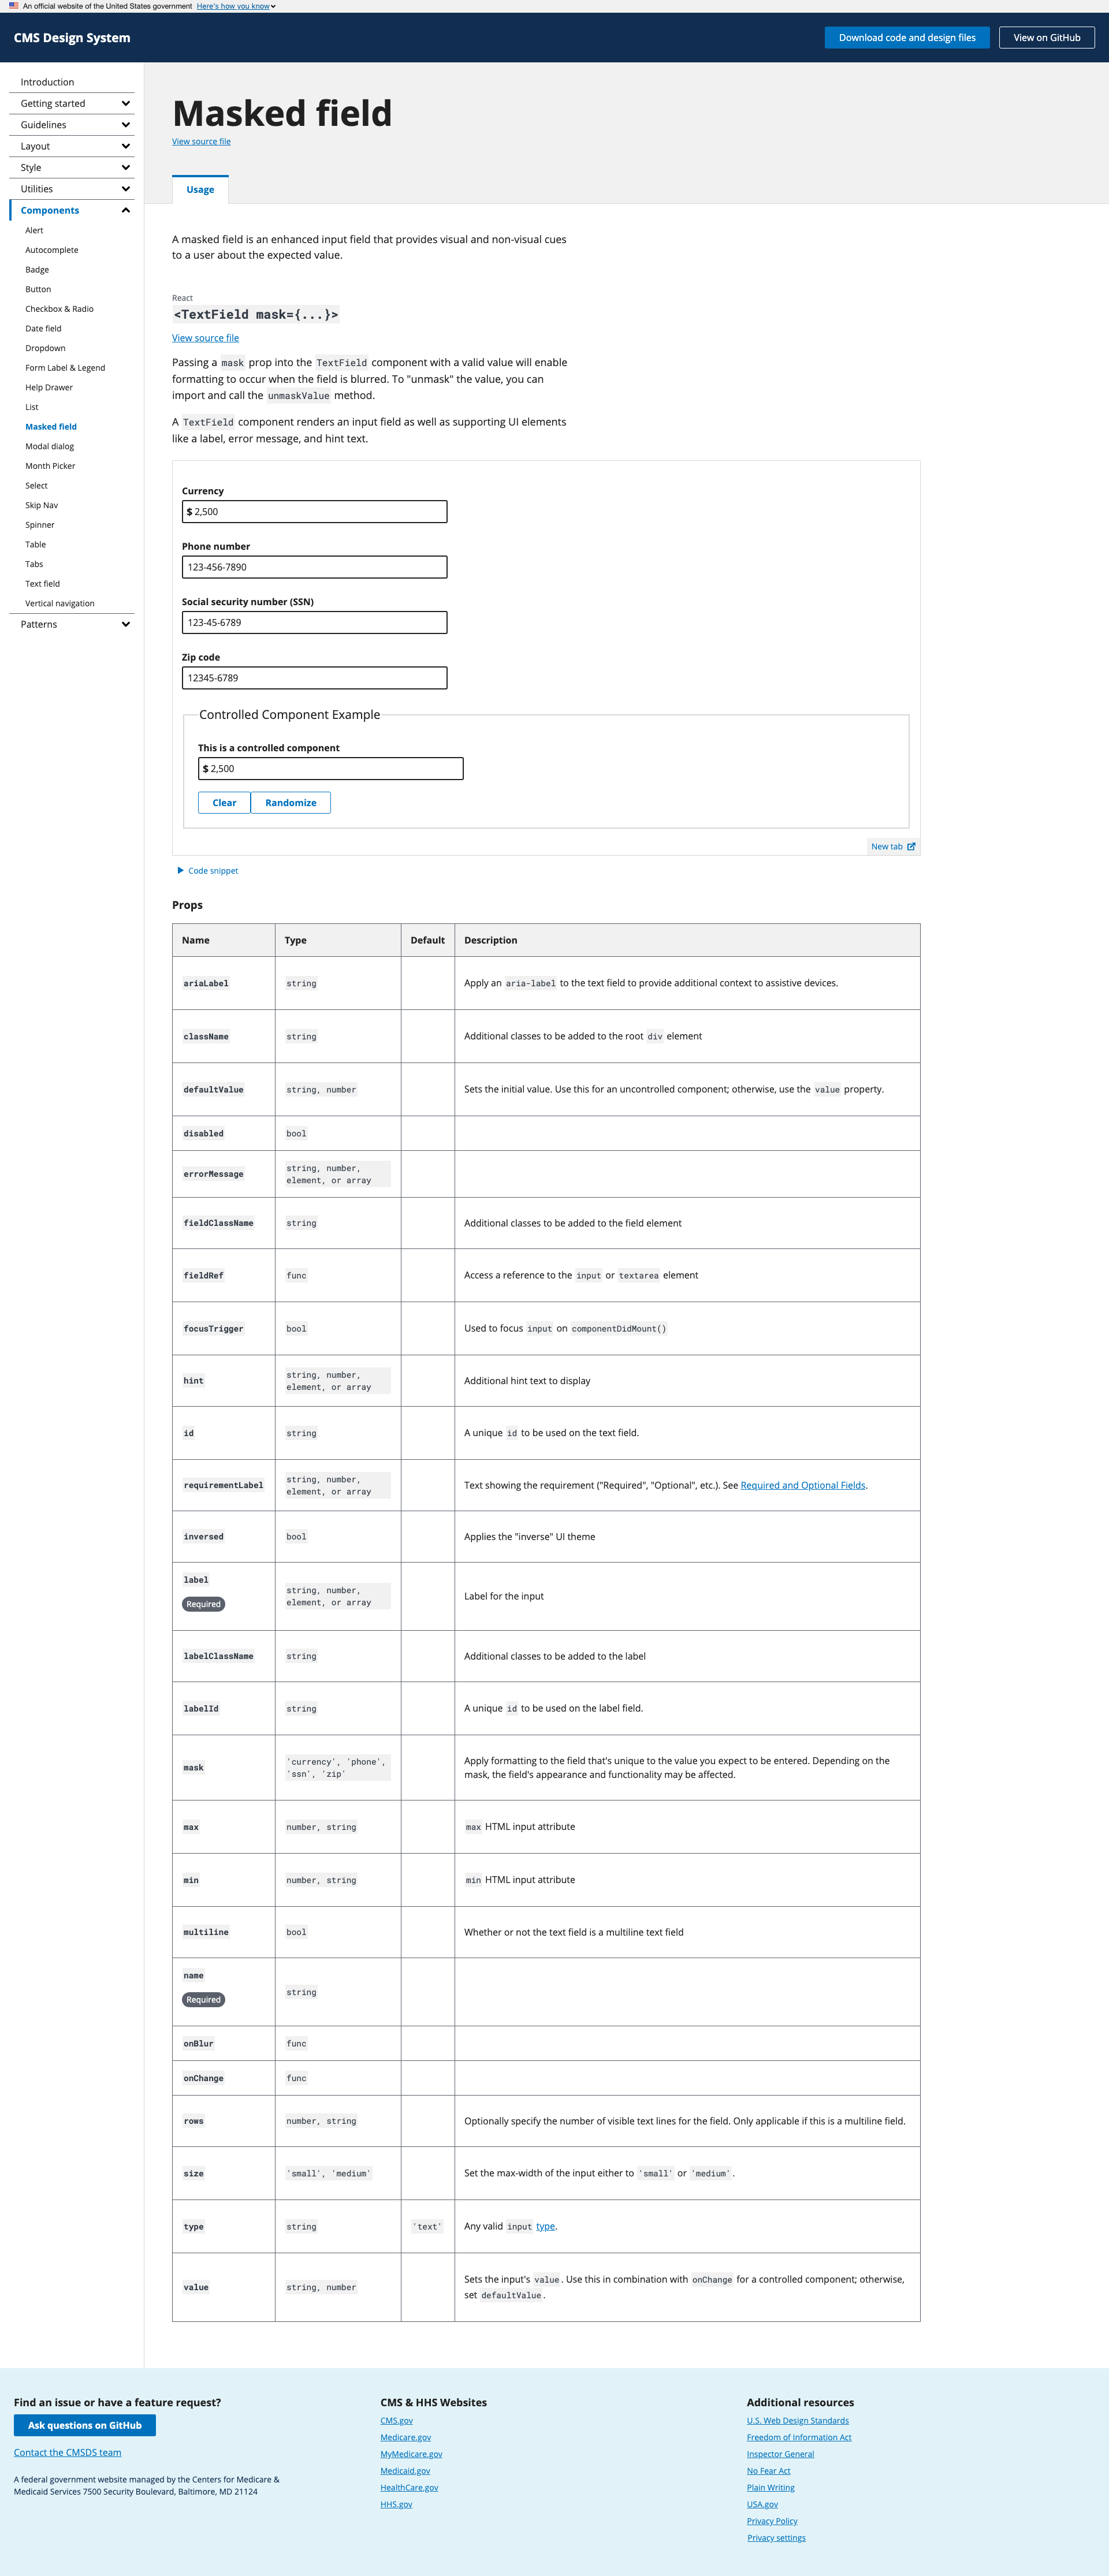 An official website of the United States government Here's how you know
CMS Design System
Download code and design files
View on GitHub
Introduction
Getting started
Guidelines
Layout
Style
Utilities
Components
Alert
Autocomplete
Badge
Button
Checkbox & Radio
Date field
Dropdown
Form Label & Legend
Help Drawer
List
Masked field
Modal dialog
Month Picker
Select
Skip Nav
Spinner
Table
Tabs
Text field
Vertical navigation
Patterns
Masked field
View source file
Usage
A masked field is an enhanced input field that provides visual and non-visual cues
to a user about the expected value.
React
<TextField mask={...}>
View source file
Passing a mask prop into the TextField component with a valid value will enable
formatting to occur when the field is blurred. To "unmask" the value, you can
import and call the unmaskValue method.
A TextField component renders an input field as well as supporting UI elements
like a label, error message, and hint text.
Currency
$ 2,500
Phone number
123-456-7890
Social security number (SSN)
123-45-6789
Zip code
12345-6789
Controlled Component Example
This is a controlled component
$ 2,500
Clear
Randomize
New tab
Code snippet
Props
Name Type Default Description
ariaLabel string Apply an aria-label to the text field to provide additional context to assistive devices.
className string Additional classes to be added to the root div element
defaultValue string, number Sets the initial value. Use this for an uncontrolled component; otherwise, use the value property.
disabled bool
errorMessage string, number,
element, or array
fieldClassName string Additional classes to be added to the field element
fieldRef func Access a reference to the input or textarea element
focusTrigger bool Used to focus input on componentDidMount()
hint string, number,
element, or array
Additional hint text to display
id string A unique id to be used on the text field.
requirementLabel string, number,
element, or array
Text showing the requirement ("Required", "Optional", etc.). See Required and Optional Fields.
inversed bool Applies the "inverse" UI theme
label
Required
string, number,
element, or array
Label for the input
labelClassName string Additional classes to be added to the label
labelId string A unique id to be used on the label field.
mask 'currency', 'phone',
'ssn', 'zip'
Apply formatting to the field that's unique to the value you expect to be entered. Depending on the
mask, the field's appearance and functionality may be affected.
max number, string max HTML input attribute
min number, string min HTML input attribute
multiline bool Whether or not the text field is a multiline text field
name
Required
string
onBlur func
onChange func
rows number, string Optionally specify the number of visible text lines for the field. Only applicable if this is a multiline field.
size 'small', 'medium' Set the max-width of the input either to 'small' or 'medium'.
type string 'text' Any valid input type.
value string, number Sets the input's value. Use this in combination with onChange for a controlled component; otherwise,
set defaultValue.
Find an issue or have a feature request?
Ask questions on GitHub
Contact the CMSDS team
A federal government website managed by the Centers for Medicare &
Medicaid Services 7500 Security Boulevard, Baltimore, MD 21124
CMS & HHS Websites
CMS.gov
Medicare.gov
MyMedicare.gov
Medicaid.gov
HealthCare.gov
HHS.gov
Additional resources
U.S. Web Design Standards
Freedom of Information Act
Inspector General
No Fear Act
Plain Writing
USA.gov
Privacy Policy
Privacy settings